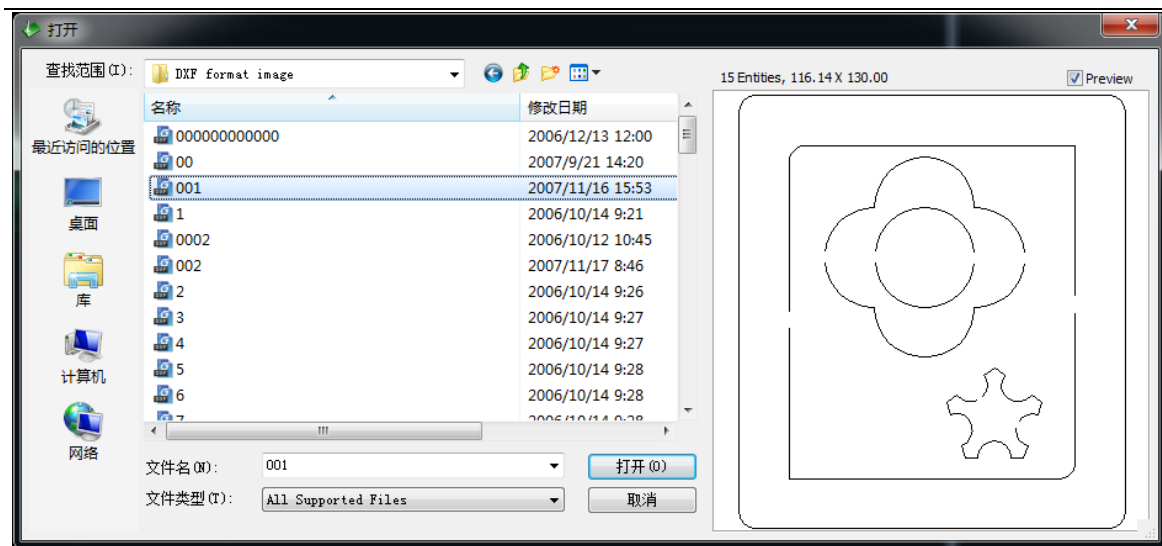 打开
查找范围(I):
DXF format image
15 Entities, 116.14 X 130.00
Preview
名称
修改日期
000000000000
2006/12/13 12:00
00
2007/9/21 14:20
001
2007/11/16 15:53
1
2006/10/14 9:21
0002
2006/10/12 10:45
002
2007/11/17 8:46
2
2006/10/14 9:26
3
2006/10/14 9:27
4
2006/10/14 9:27
5
2006/10/14 9:28
6
2006/10/14 9:28
最近访问的位置
桌面
库
计算机
网络
文件名(N):
001
打开(O)
文件类型(T):
All Supported Files
取消